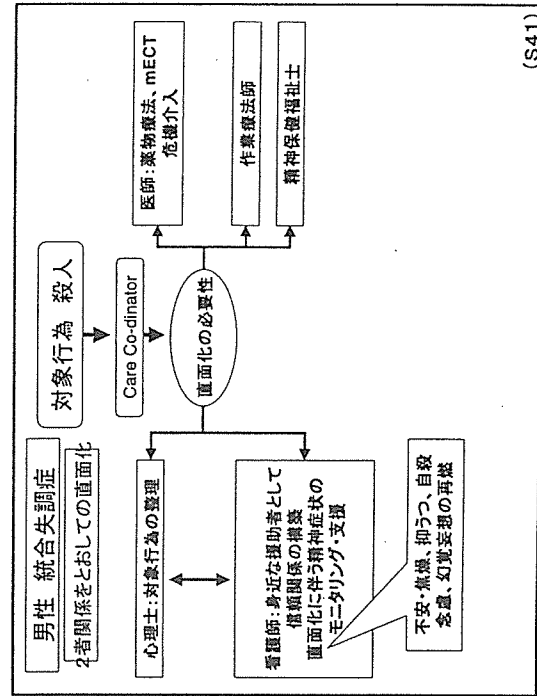 男性 統合失調症
2者関係をとおしての直面化
対象行為 殺人
Care Co-dinator
直面化の必要性
心理士:対象行為の整理
看護師:身近な援助者として
信頼関係の構築
直面化に伴う精神症状の
モニタリング・支援
不安・焦燥、抑うつ、自殺
念慮、幻覚妄想の再燃
医師:薬物療法、mECT
危機介入
作業療法師
精神保健福祉士
(S41)